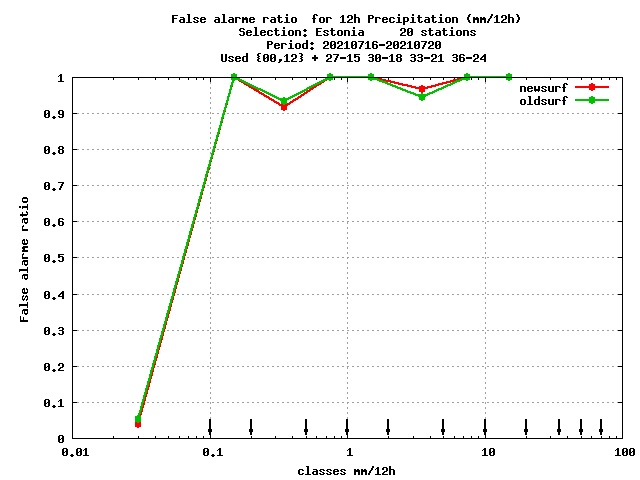 False alarme ratio  for 12h Precipitation (mm/12h)
Selection: Estonia     20 stations
Period: 20210716-20210720
Used {00,12} + 27-15 30-18 33-21 36-24
newsurf
oldsurf
1
0.9
0.8
0.7
0.6
0.5
0.4
0.3
0.2
0.1
0
False alarme ratio
0.01 0.1 1 10 100
classes mm/12h